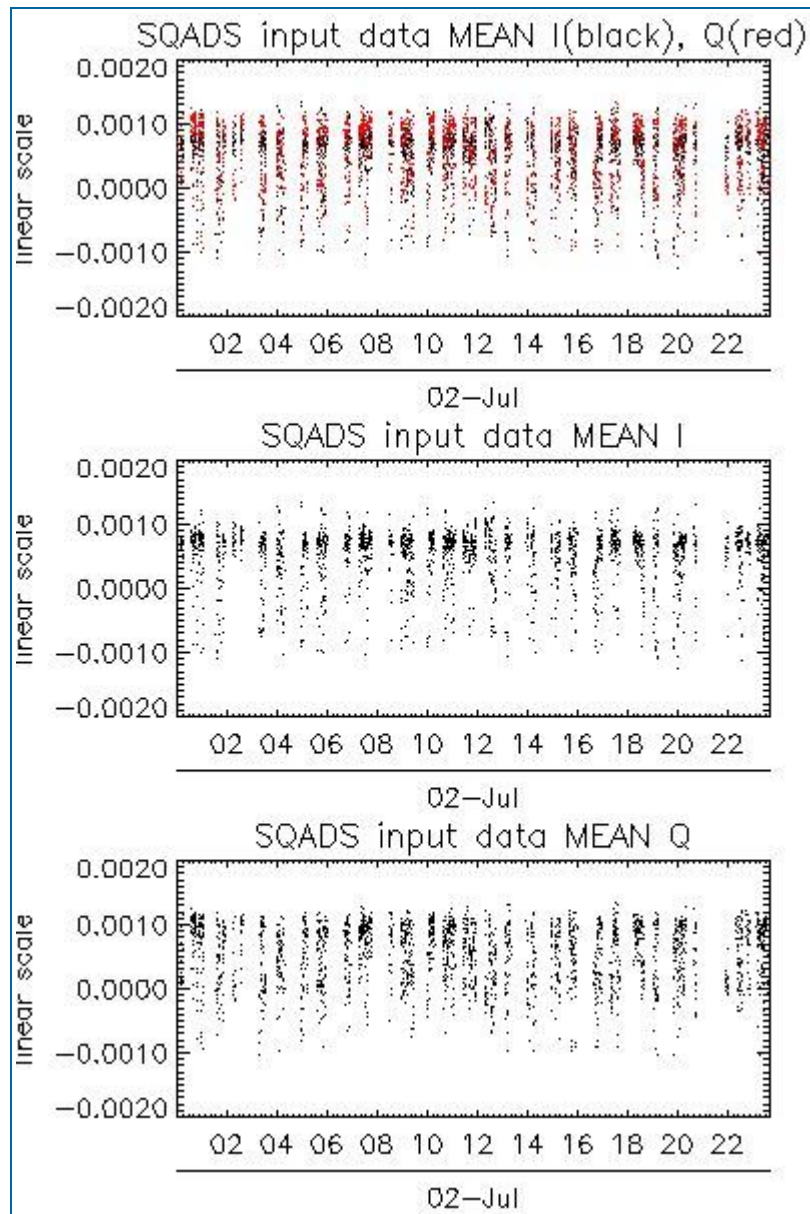 SQADS input data MEAN I(black), Q(red)
0.0020
0.0010
0.0000
−0.0010
−0.0020
linear scale
02 04 06 08 10 12 14 16 18 20 22
02−Jul
SQADS input data MEAN I
0.0020
0.0010
0.0000
−0.0010
−0.0020
linear scale
02 04 06 08 10 12 14 16 18 20 22
02−Jul
SQADS input data MEAN Q
0.0020
0.0010
0.0000
−0.0010
−0.0020
linear scale
02 04 06 08 10 12 14 16 18 20 22
02−Jul